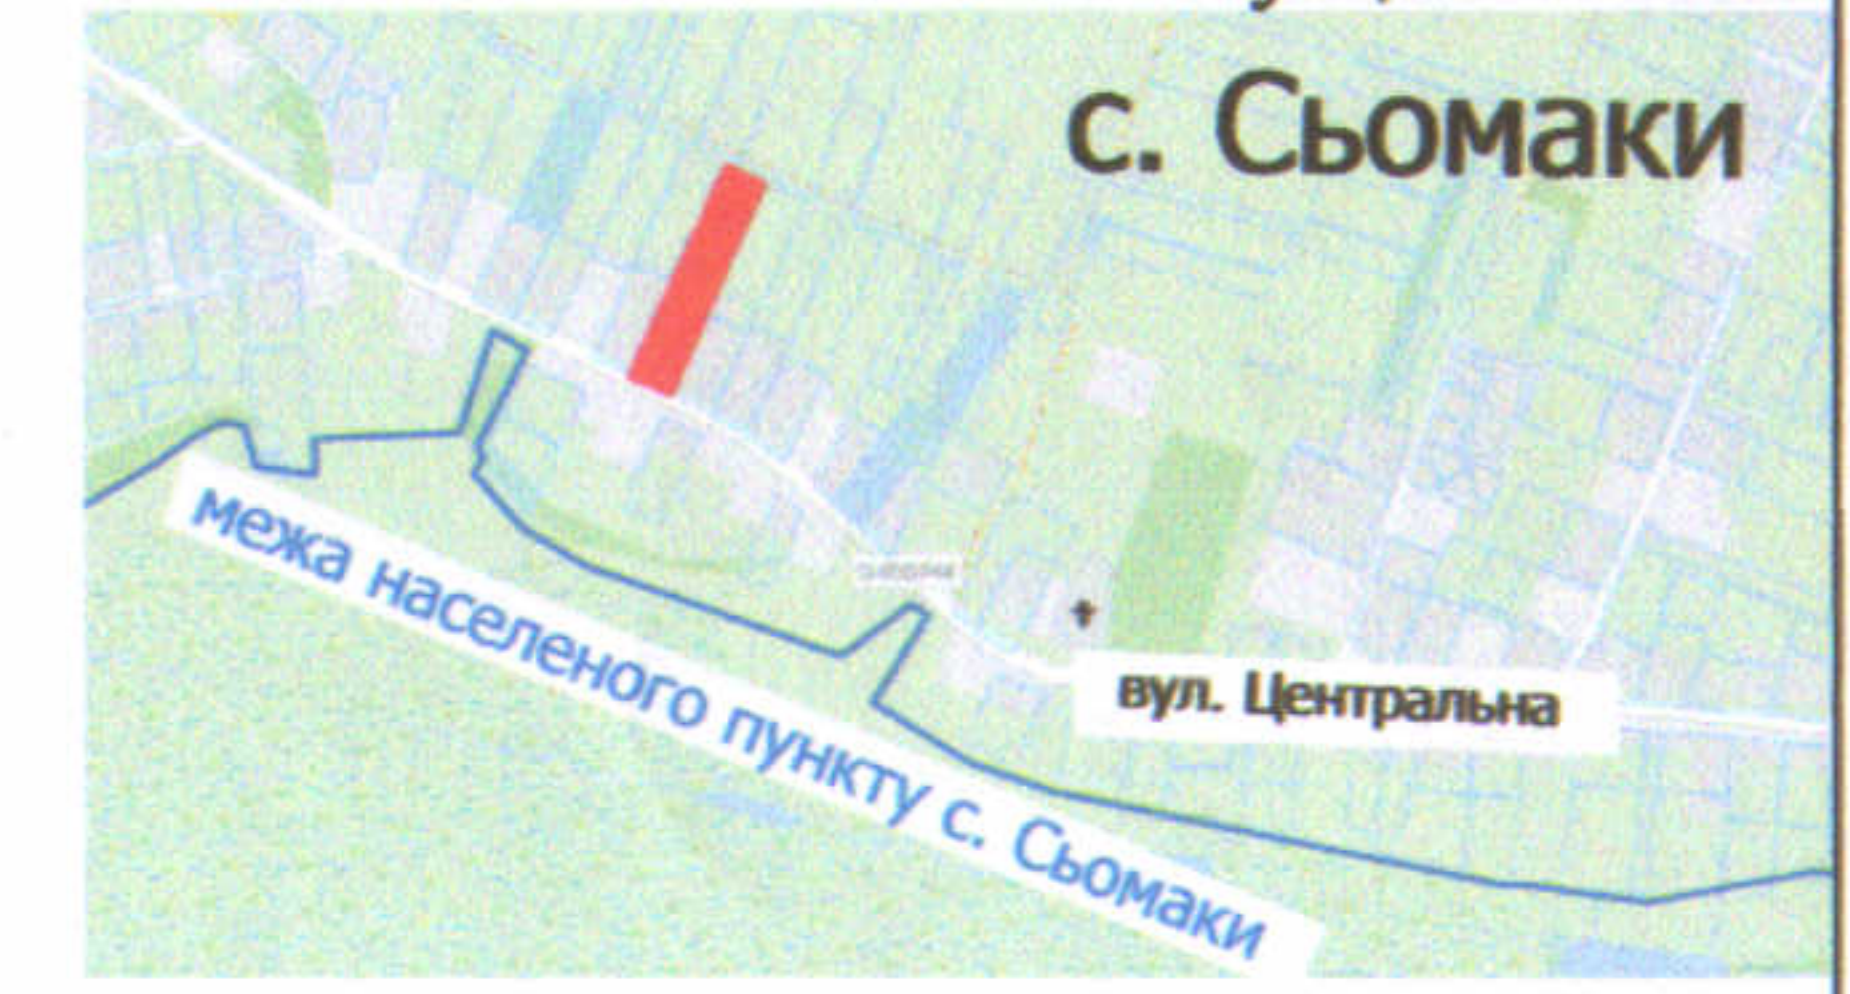 с. Сьомаки
межа населеного пункту с. Сьомаки
вул. Центральна